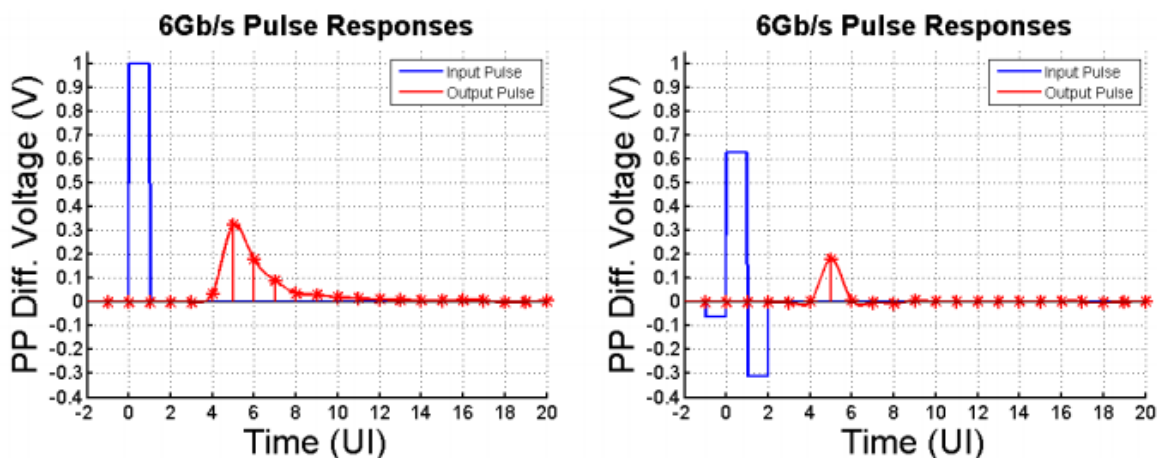 6Gb/s Pulse Responses
PP Diff. Voltage (V)
1
0.9
0.8
0.7
0.6
0.5
0.4
0.3
0.2
0.1
0
-0.1
-0.2
-0.3
-0.4
Input Pulse
Output Pulse
-2 0 2 4 6 8 10 12 14 16 18 20
Time (UI)
6Gb/s Pulse Responses
PP Diff. Voltage (V)
1
0.9
0.8
0.7
0.6
0.5
0.4
0.3
0.2
0.1
0
-0.1
-0.2
-0.3
-0.4
Input Pulse
Output Pulse
-2 0 2 4 6 8 10 12 14 16 18 20
Time (UI)